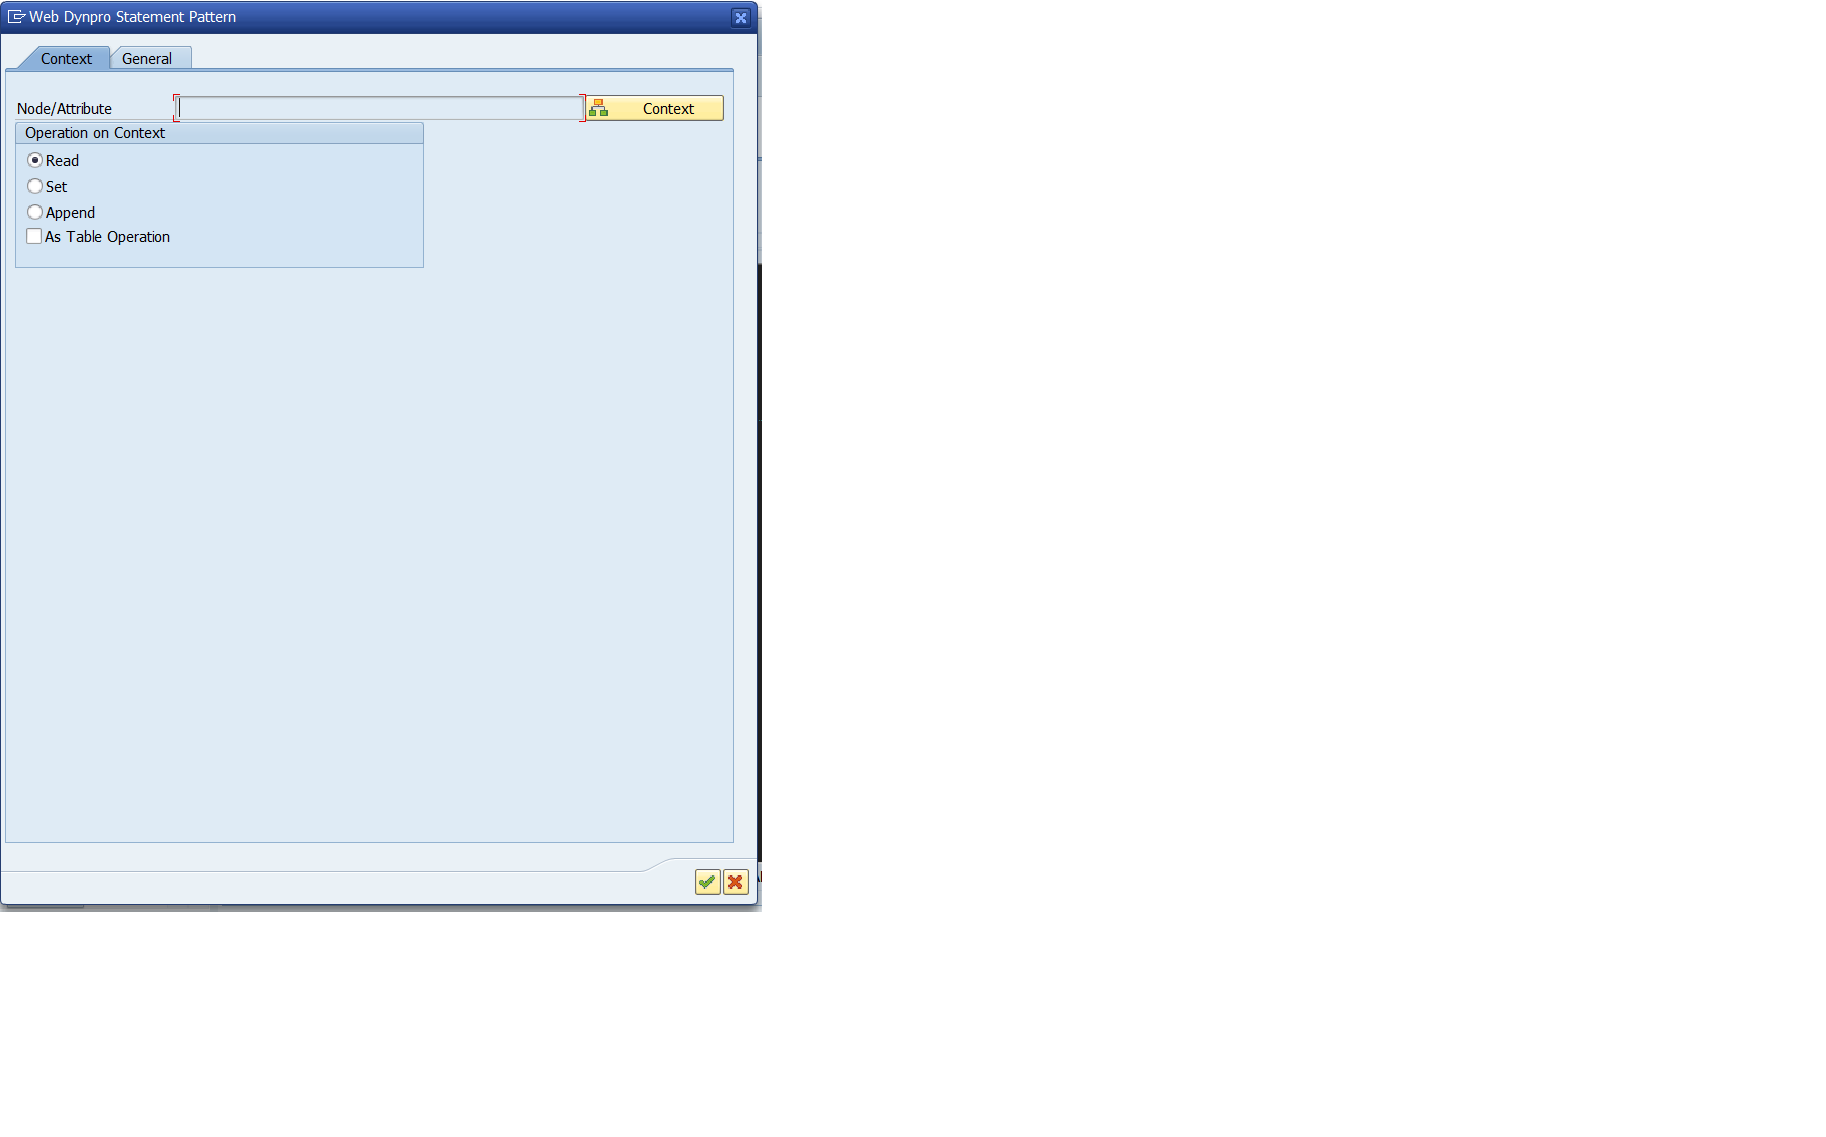 Web Dynpro Statement Pattern
Context General
Node/Attribute Context
Operation on Context
Read
Set
Append
As Table Operation